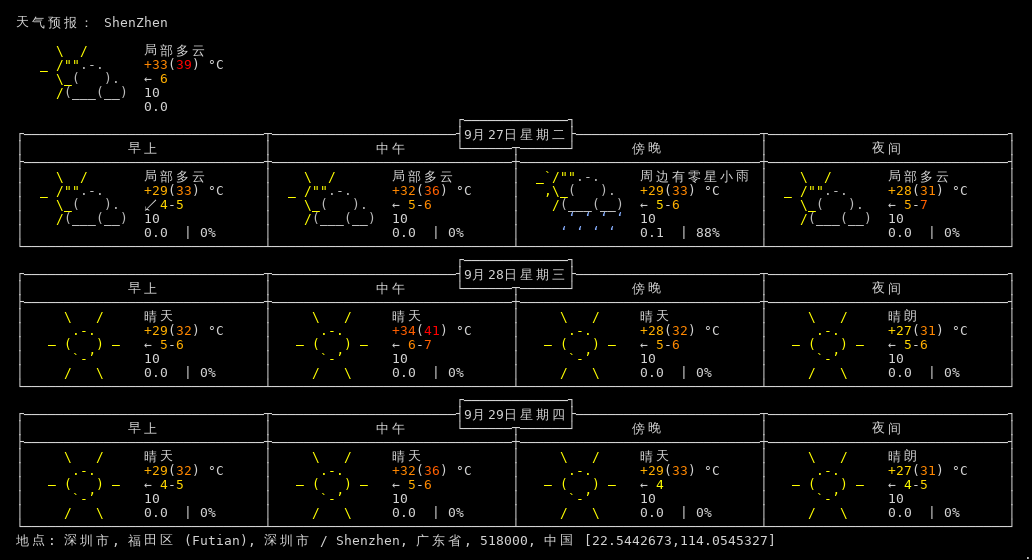 天气预报： ShenZhen
局部多云
+33(39) °C
← 6
10
0.0
9月27日星期二
早上 中午 傍晚 夜间
局部多云 局部多云 周边有零星小雨 局部多云
+29(33) °C +32(36) °C +29(33) °C +28(31) °C
↙ 4-5 ← 5-6 ← 5-6 ← 5-7
10 10 10 10
0.0 | 0% 0.0 | 0% 0.1 | 88% 0.0 | 0%
9月28日星期三
早上 中午 傍晚 夜间
晴天 晴天 晴天 晴朗
+29(32) °C +34(41) °C +28(32) °C +27(31) °C
← 5-6 ← 6-7 ← 5-6 ← 5-6
10 10 10 10
0.0 | 0% 0.0 | 0% 0.0 | 0% 0.0 | 0%
9月29日星期四
早上 中午 傍晚 夜间
晴天 晴天 晴天 晴朗
+29(32) °C +32(36) °C +29(33) °C +27(31) °C
← 4-5 ← 5-6 ← 4 ← 4-5
10 10 10 10
0.0 | 0% 0.0 | 0% 0.0 | 0% 0.0 | 0%
地点: 深圳市, 福田区 (Futian), 深圳市 / Shenzhen, 广东省, 518000, 中国 [22.5442673,114.0545327]